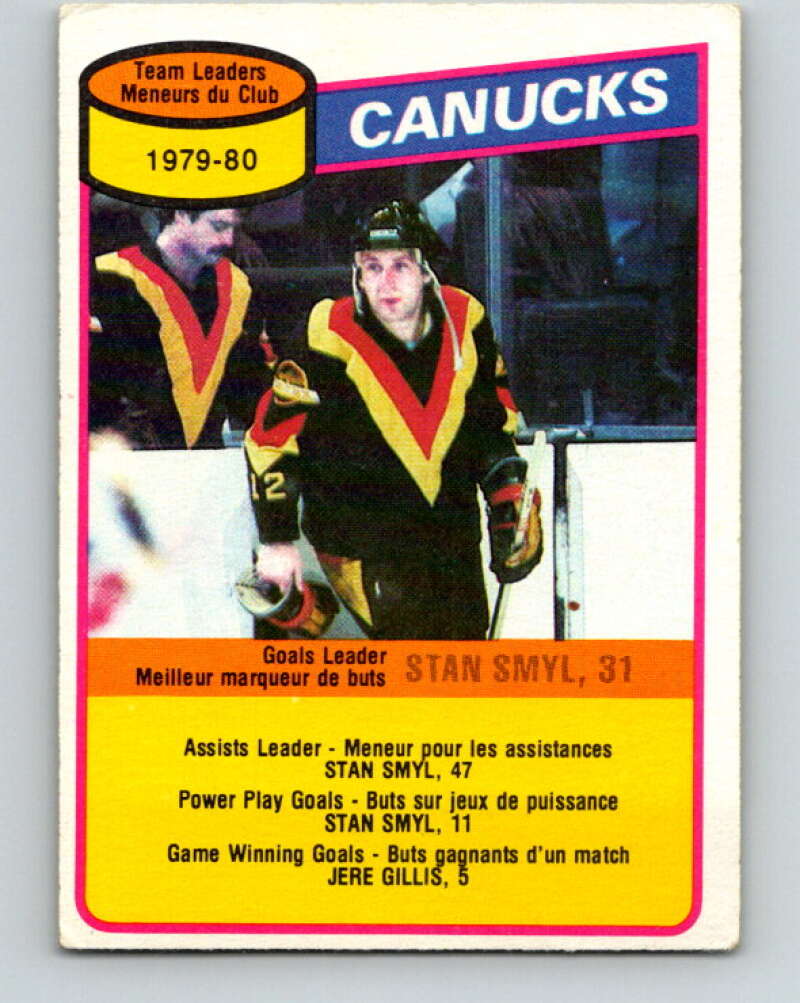 Team Leaders
Meneurs du Club
1979-80
CANUCKS
12
Goals Leader
Meilleur marqueur de buts
STAN SMYL, 31
Assists Leader - Meneur pour les assistances
STAN SMYL, 47
Power Play Goals - Buts sur jeux de puissance
STAN SMYL, 11
Game Winning Goals - Buts gagnants d'un match
JERE GILLIS, 5